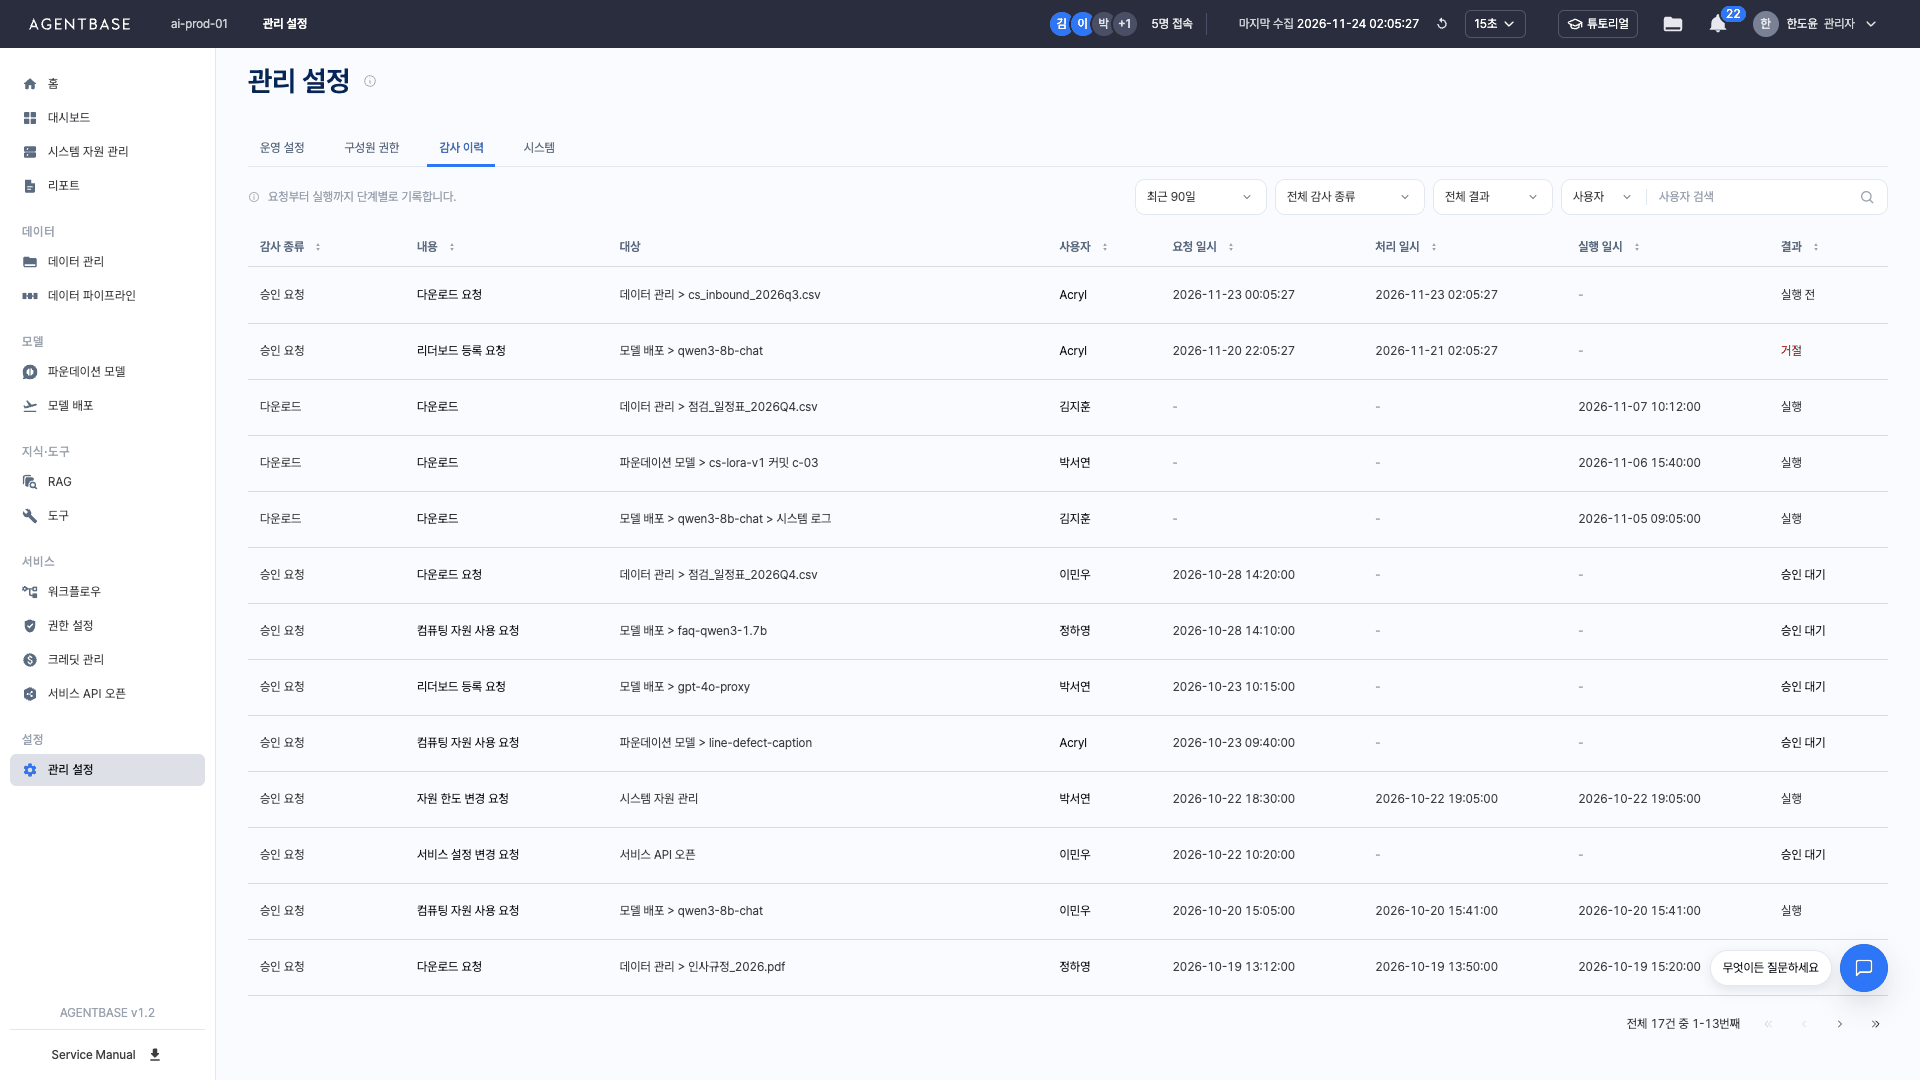 AGENTBASE
ai-prod-01
관리 설정
김 이 박 +1 5명 접속
마지막 수집 2026-11-24 02:05:27
15초
튜토리얼
22
한 한도윤 관리자
홈
대시보드
시스템 자원 관리
리포트
데이터
데이터 관리
데이터 파이프라인
모델
파운데이션 모델
모델 배포
지식·도구
RAG
도구
서비스
워크플로우
권한 설정
크레딧 관리
서비스 API 오픈
설정
관리 설정
AGENTBASE v1.2
Service Manual
관리 설정
운영 설정 구성원 권한 감사 이력 시스템
요청부터 실행까지 단계별로 기록합니다.
최근 90일 전체 감사 종류 전체 결과 사용자 사용자 검색
감사 종류 내용 대상 사용자 요청 일시 처리 일시 실행 일시 결과
승인 요청 다운로드 요청 데이터 관리 > cs_inbound_2026q3.csv Acryl 2026-11-23 00:05:27 2026-11-23 02:05:27 - 실행 전
승인 요청 리더보드 등록 요청 모델 배포 > qwen3-8b-chat Acryl 2026-11-20 22:05:27 2026-11-21 02:05:27 - 거절
다운로드 다운로드 데이터 관리 > 점검_일정표_2026Q4.csv 김지훈 - - 2026-11-07 10:12:00 실행
다운로드 다운로드 파운데이션 모델 > cs-lora-v1 커밋 c-03 박서연 - - 2026-11-06 15:40:00 실행
다운로드 다운로드 모델 배포 > qwen3-8b-chat > 시스템 로그 김지훈 - - 2026-11-05 09:05:00 실행
승인 요청 다운로드 요청 데이터 관리 > 점검_일정표_2026Q4.csv 이민우 2026-10-28 14:20:00 - - 승인 대기
승인 요청 컴퓨팅 자원 사용 요청 모델 배포 > faq-qwen3-1.7b 정하영 2026-10-28 14:10:00 - - 승인 대기
승인 요청 리더보드 등록 요청 모델 배포 > gpt-4o-proxy 박서연 2026-10-23 10:15:00 - - 승인 대기
승인 요청 컴퓨팅 자원 사용 요청 파운데이션 모델 > line-defect-caption Acryl 2026-10-23 09:40:00 - - 승인 대기
승인 요청 자원 한도 변경 요청 시스템 자원 관리 박서연 2026-10-22 18:30:00 2026-10-22 19:05:00 2026-10-22 19:05:00 실행
승인 요청 서비스 설정 변경 요청 서비스 API 오픈 이민우 2026-10-22 10:20:00 - - 승인 대기
승인 요청 컴퓨팅 자원 사용 요청 모델 배포 > qwen3-8b-chat 이민우 2026-10-20 15:05:00 2026-10-20 15:41:00 2026-10-20 15:41:00 실행
승인 요청 다운로드 요청 데이터 관리 > 인사규정_2026.pdf 정하영 2026-10-19 13:12:00 2026-10-19 13:50:00 2026-10-19 15:20:00
무엇이든 질문하세요
전체 17건 중 1-13번째